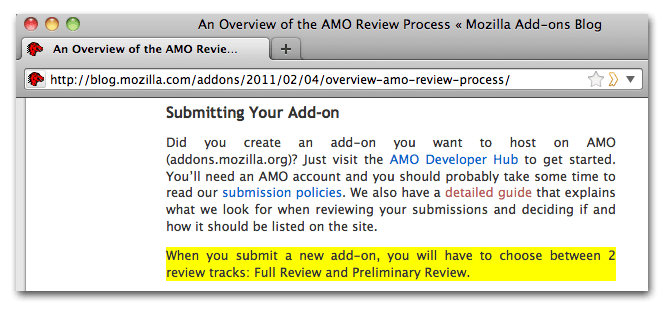 An Overview of the AMO Review Process « Mozilla Add-ons Blog
An Overview of the AMO Revie...
http://blog.mozilla.com/addons/2011/02/04/overview-amo-review-process/
Submitting Your Add-on
Did you create an add-on you want to host on AMO
(addons.mozilla.org)? Just visit the AMO Developer Hub to get started.
You'll need an AMO account and you should probably take some time to
read our submission policies. We also have a detailed guide that explains
what we look for when reviewing your submissions and deciding if and
how it should be listed on the site.
When you submit a new add-on, you will have to choose between 2
review tracks: Full Review and Preliminary Review.